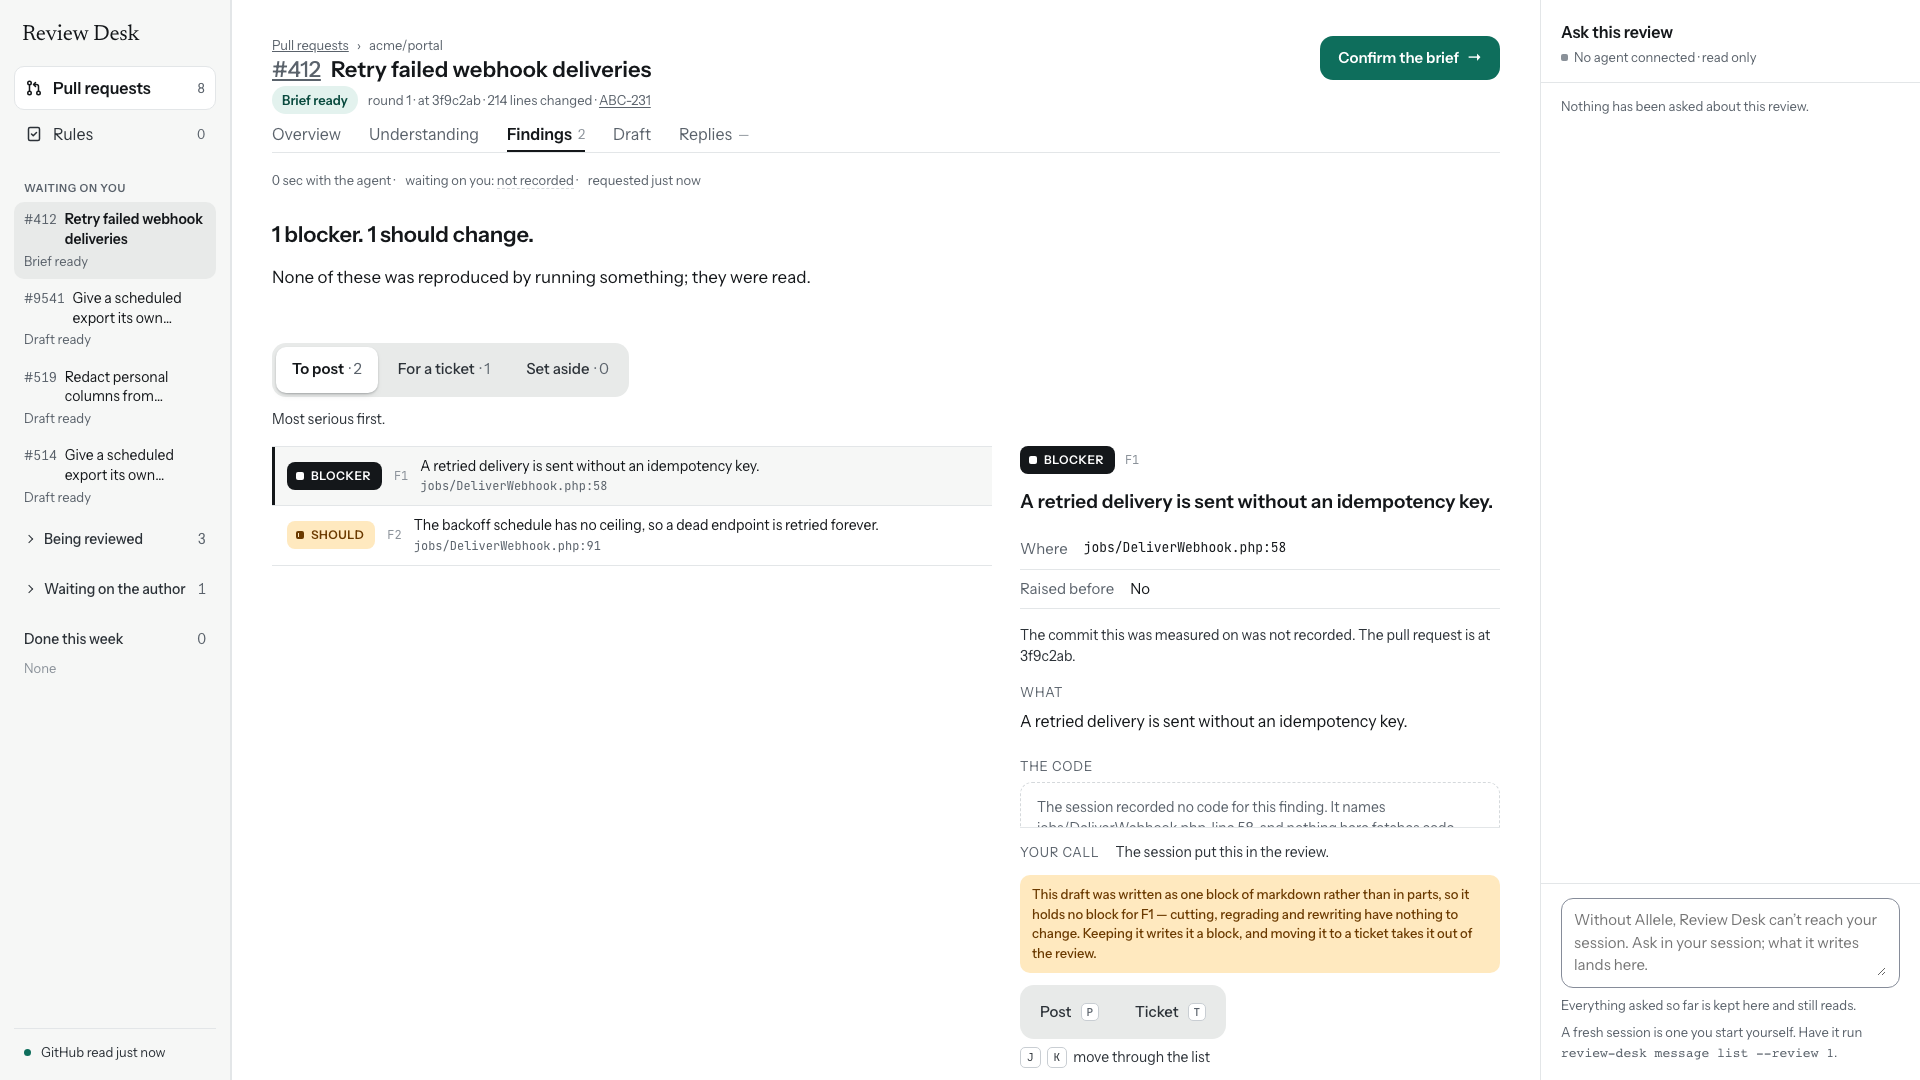 Review Desk
Pull requests 8
Rules 0
WAITING ON YOU
#412 Retry failed webhook
deliveries
Brief ready
#9541 Give a scheduled
export its own…
Draft ready
#519 Redact personal
columns from…
Draft ready
#514 Give a scheduled
export its own…
Draft ready
Being reviewed 3
Waiting on the author 1
Done this week 0
None
GitHub read just now
Pull requests › acme/portal
#412 Retry failed webhook deliveries
Confirm the brief →
Brief ready round 1 · at 3f9c2ab · 214 lines changed · ABC-231
Overview Understanding Findings 2 Draft Replies —
0 sec with the agent · waiting on you: not recorded · requested just now
1 blocker. 1 should change.
None of these was reproduced by running something; they were read.
To post · 2 For a ticket · 1 Set aside · 0
Most serious first.
BLOCKER F1 A retried delivery is sent without an idempotency key.
jobs/DeliverWebhook.php:58
SHOULD F2 The backoff schedule has no ceiling, so a dead endpoint is retried forever.
jobs/DeliverWebhook.php:91
BLOCKER F1
A retried delivery is sent without an idempotency key.
Where jobs/DeliverWebhook.php:58
Raised before No
The commit this was measured on was not recorded. The pull request is at
3f9c2ab.
WHAT
A retried delivery is sent without an idempotency key.
THE CODE
The session recorded no code for this finding. It names
jobs/DeliverWebhook.php, line 58, and nothing here fetches code
YOUR CALL The session put this in the review.
This draft was written as one block of markdown rather than in parts, so it
holds no block for F1 — cutting, regrading and rewriting have nothing to
change. Keeping it writes it a block, and moving it to a ticket takes it out of
the review.
Post P Ticket T
J K move through the list
Ask this review
No agent connected · read only
Nothing has been asked about this review.
Without Allele, Review Desk can't reach your
session. Ask in your session; what it writes
lands here.
Everything asked so far is kept here and still reads.
A fresh session is one you start yourself. Have it run
review-desk message list --review 1.